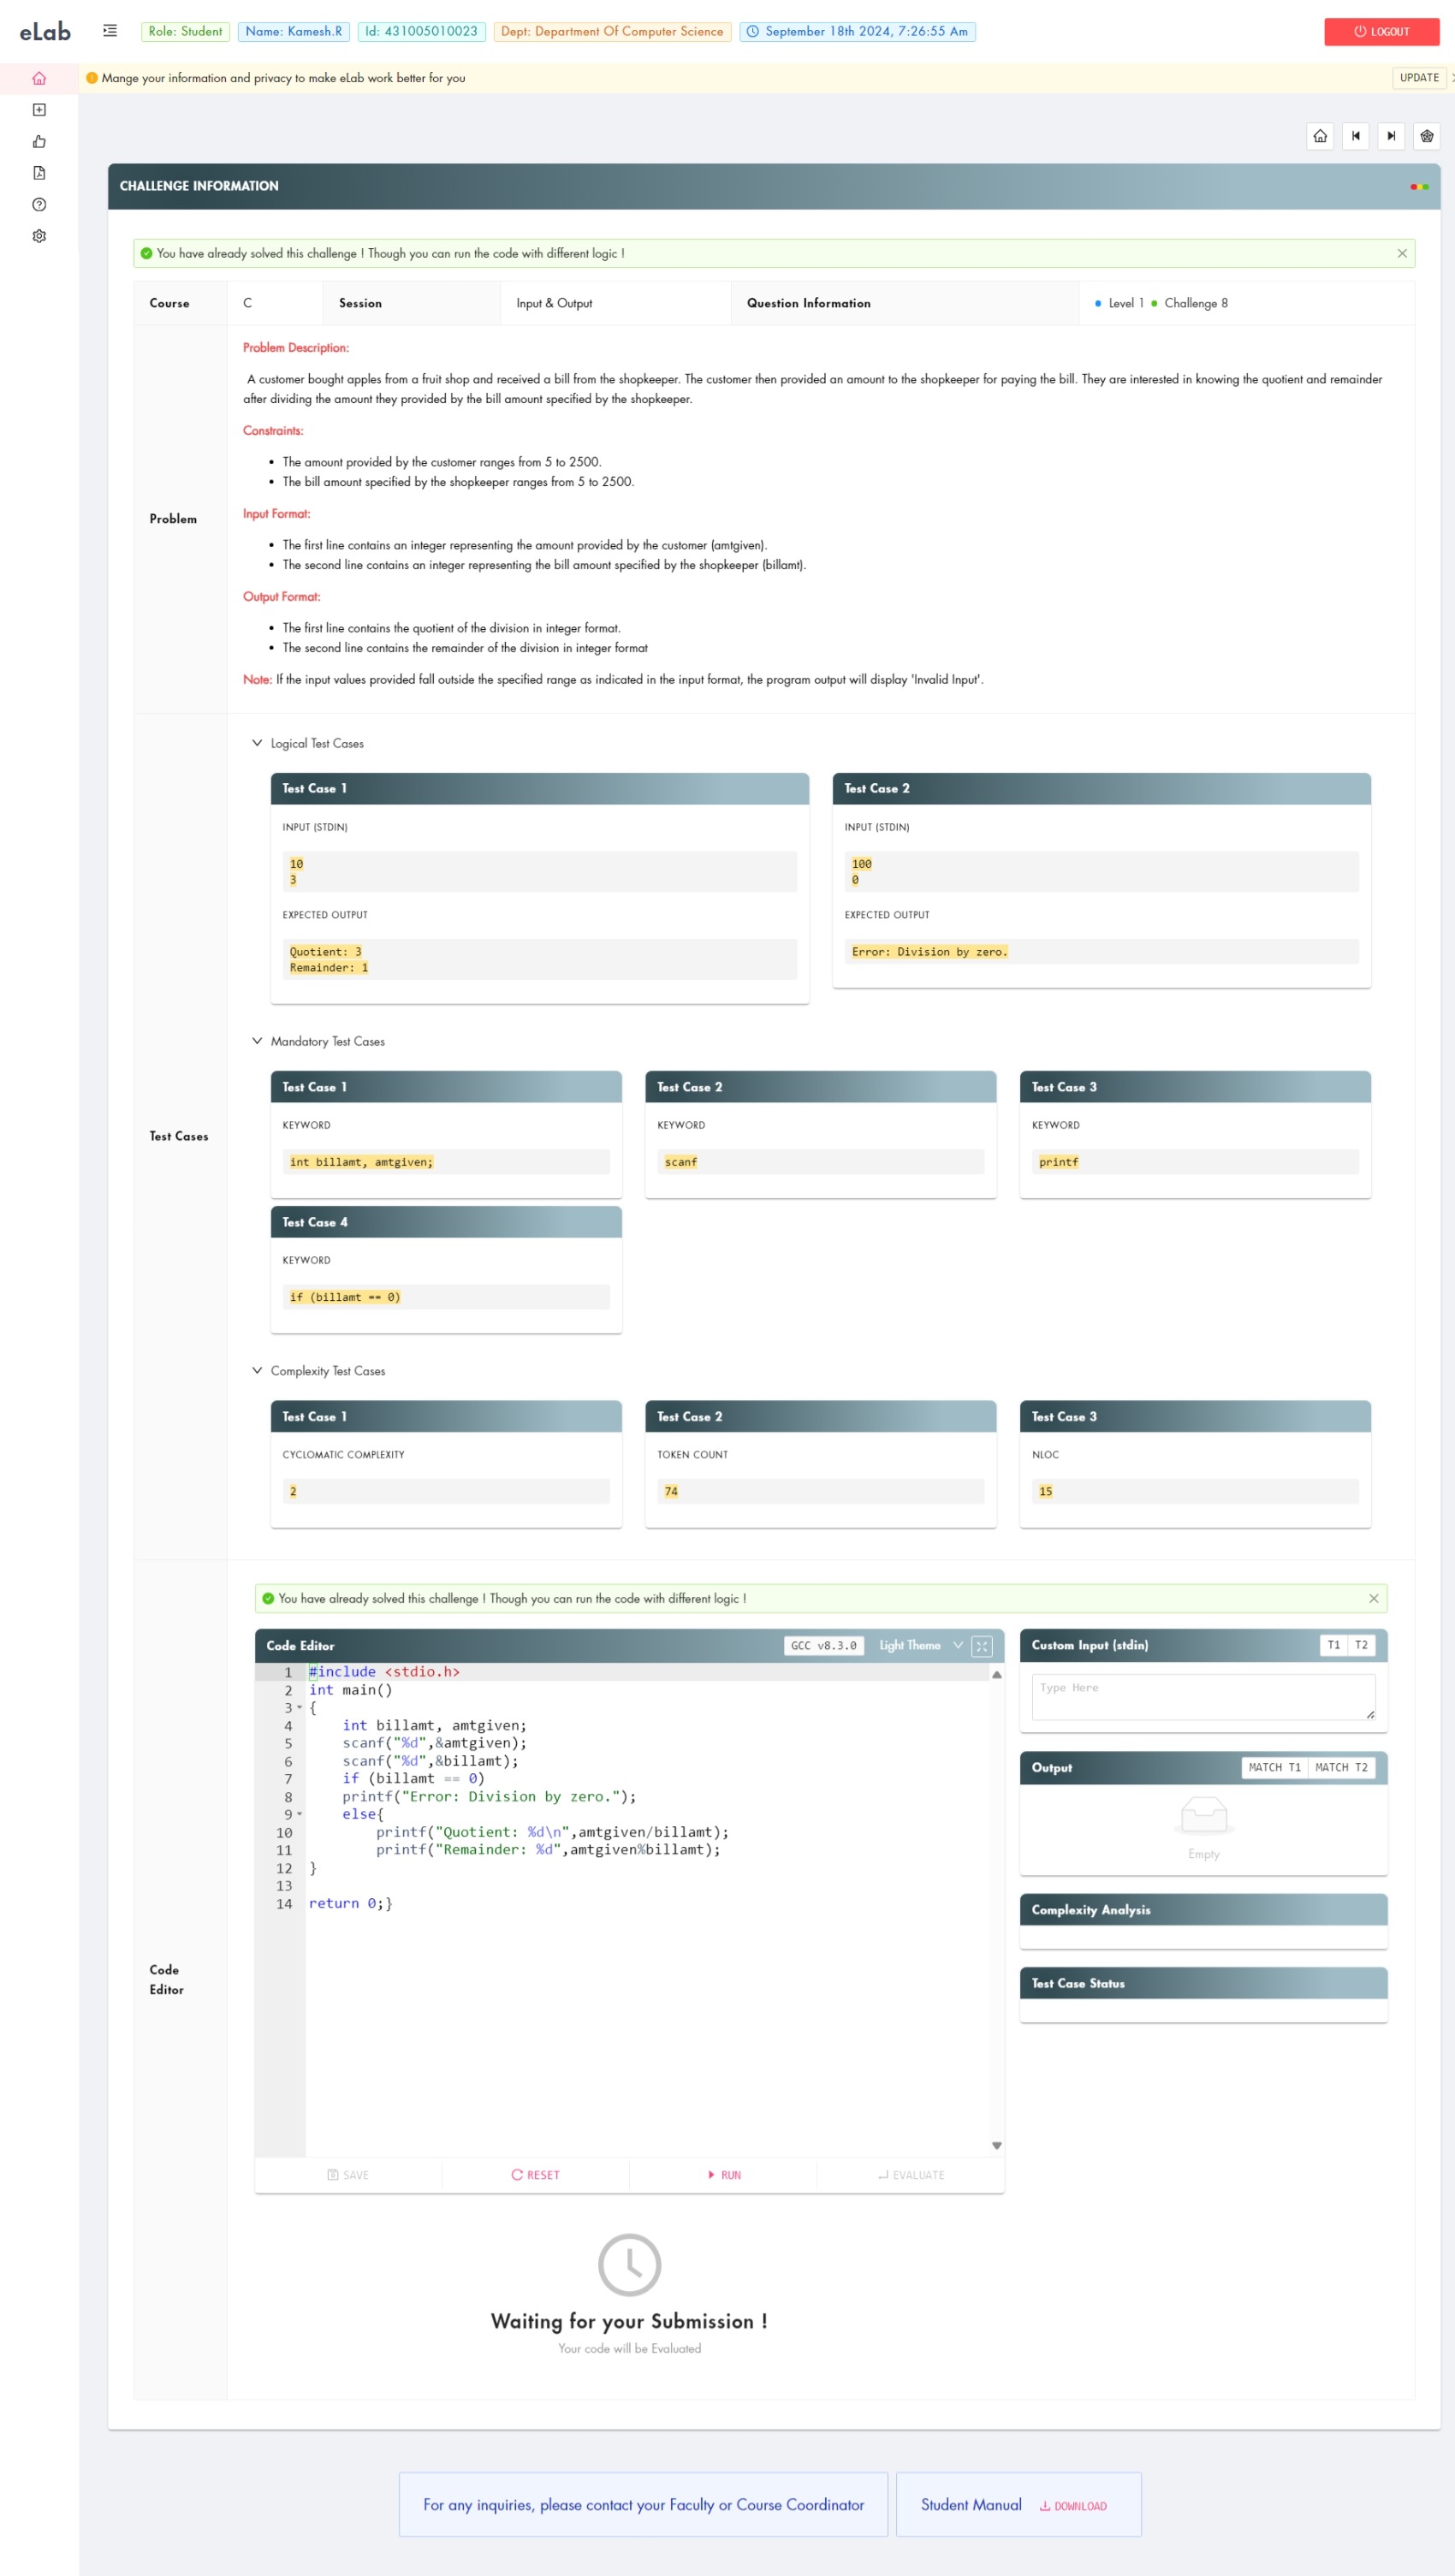 eLab
Role: Student
Name: Kamesh.R
Id: 431005010023
Dept: Department Of Computer Science
September 18th 2024, 7:26:55 Am
LOGOUT
Mange your information and privacy to make eLab work better for you
UPDATE
CHALLENGE INFORMATION
You have already solved this challenge ! Though you can run the code with different logic !
Course
C
Session
Input & Output
Question Information
Level 1
Challenge 8
Problem
Problem Description:
A customer bought apples from a fruit shop and received a bill from the shopkeeper. The customer then provided an amount to the shopkeeper for paying the bill. They are interested in knowing the quotient and remainder
after dividing the amount they provided by the bill amount specified by the shopkeeper.
Constraints:
• The amount provided by the customer ranges from 5 to 2500.
• The bill amount specified by the shopkeeper ranges from 5 to 2500.
Input Format:
• The first line contains an integer representing the amount provided by the customer (amtgiven).
• The second line contains an integer representing the bill amount specified by the shopkeeper (billamt).
Output Format:
• The first line contains the quotient of the division in integer format.
• The second line contains the remainder of the division in integer format
Note: If the input values provided fall outside the specified range as indicated in the input format, the program output will display 'Invalid Input'.
Test Cases
Logical Test Cases
Test Case 1
INPUT (STDIN)
10
3
EXPECTED OUTPUT
Quotient: 3
Remainder: 1
Test Case 2
INPUT (STDIN)
100
0
EXPECTED OUTPUT
Error: Division by zero.
Mandatory Test Cases
Test Case 1
KEYWORD
int billamt, amtgiven;
Test Case 2
KEYWORD
scanf
Test Case 3
KEYWORD
printf
Test Case 4
KEYWORD
if (billamt == 0)
Complexity Test Cases
Test Case 1
CYCLOMATIC COMPLEXITY
2
Test Case 2
TOKEN COUNT
74
Test Case 3
NLOC
15
Code
Editor
You have already solved this challenge ! Though you can run the code with different logic !
Code Editor
GCC v8.3.0
Light Theme
1 #include <stdio.h>
2 int main()
3 {
4 int billamt, amtgiven;
5 scanf("%d",&amtgiven);
6 scanf("%d",&billamt);
7 if (billamt == 0)
8 printf("Error: Division by zero.");
9 else{
10 printf("Quotient: %d\n",amtgiven/billamt);
11 printf("Remainder: %d",amtgiven%billamt);
12 }
13
14 return 0;}
SAVE
RESET
RUN
EVALUATE
Custom Input (stdin)
T1
T2
Type Here
Output
MATCH T1
MATCH T2
Empty
Complexity Analysis
Test Case Status
Waiting for your Submission !
Your code will be Evaluated
For any inquiries, please contact your Faculty or Course Coordinator
Student Manual
DOWNLOAD